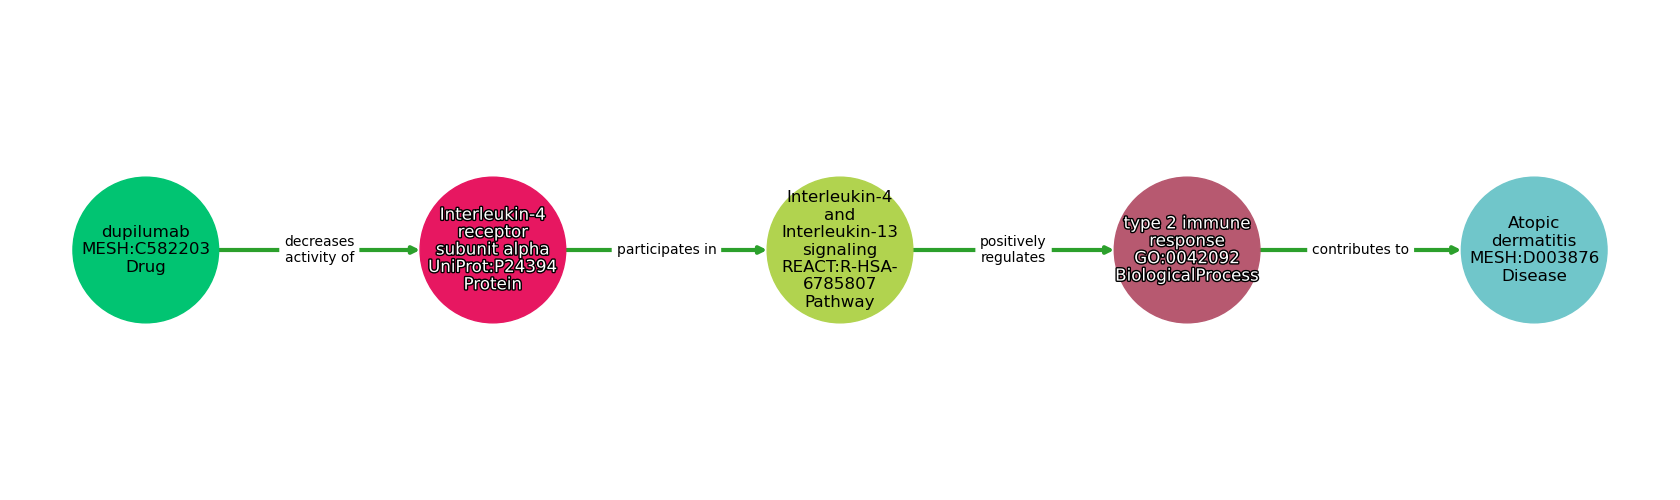 dupilumab
MESH:C582203
Drug
decreases
activity of
Interleukin-4
receptor
subunit alpha
UniProt:P24394
Protein
participates in
Interleukin-4
and
Interleukin-13
signaling
REACT:R-HSA-
6785807
Pathway
positively
regulates
type 2 immune
response
GO:0042092
BiologicalProcess
contributes to
Atopic
dermatitis
MESH:D003876
Disease